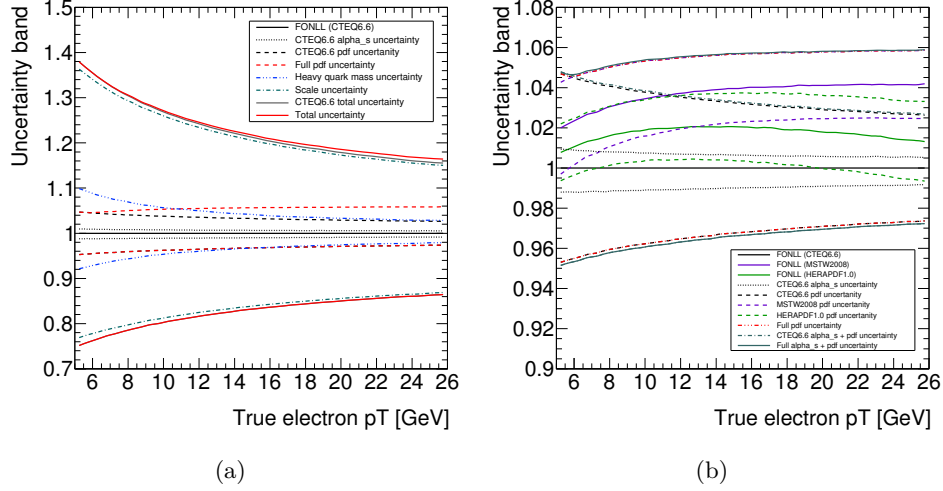 Uncertainty band
1.5
1.4
1.3
1.2
1.1
1
0.9
0.8
0.7
FONLL (CTEQ6.6)
CTEQ6.6 alpha_s uncertainty
CTEQ6.6 pdf uncertainty
Full pdf uncertainty
Heavy quark mass uncertainty
Scale uncertainty
CTEQ6.6 total uncertainty
Total uncertainty
6 8 10 12 14 16 18 20 22 24 26
True electron pT [GeV]
(a)
Uncertainty band
1.08
1.06
1.04
1.02
1
0.98
0.96
0.94
0.92
0.9
FONLL (CTEQ6.6)
FONLL (MSTW2008)
FONLL (HERAPDF1.0)
CTEQ6.6 alpha_s uncertainty
CTEQ6.6 pdf uncertainty
MSTW2008 pdf uncertainty
HERAPDF1.0 pdf uncertainty
Full pdf uncertainty
CTEQ6.6 alpha_s + pdf uncertainty
Full alpha_s + pdf uncertainty
6 8 10 12 14 16 18 20 22 24 26
True electron pT [GeV]
(b)